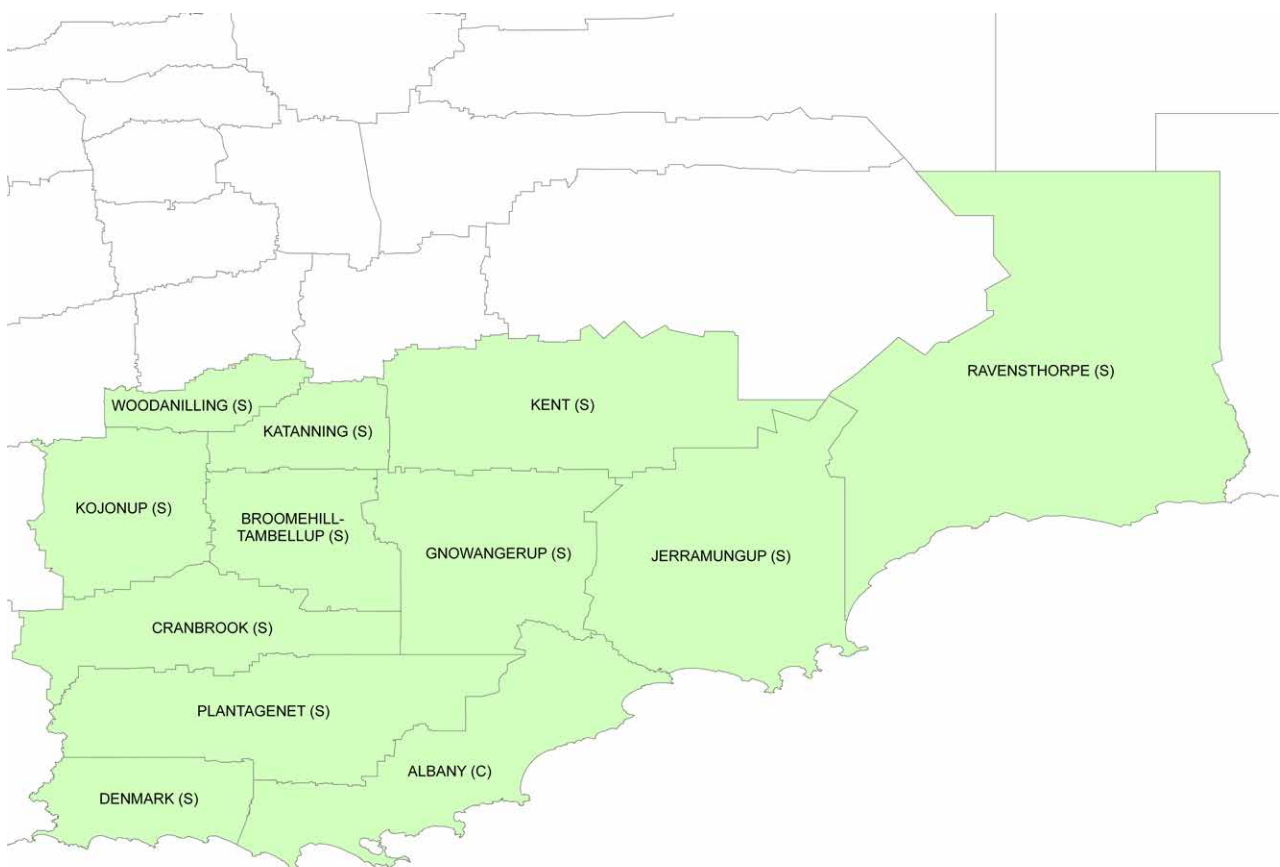 RAVENSTHORPE (S)
WOODANILLING (S)
KENT (S)
KATANNING (S)
KOJONUP (S)
BROOMEHILL-
TAMBELLUP (S)
GNOWANGERUP (S)
JERRAMUNGUP (S)
CRANBROOK (S)
PLANTAGENET (S)
ALBANY (C)
DENMARK (S)